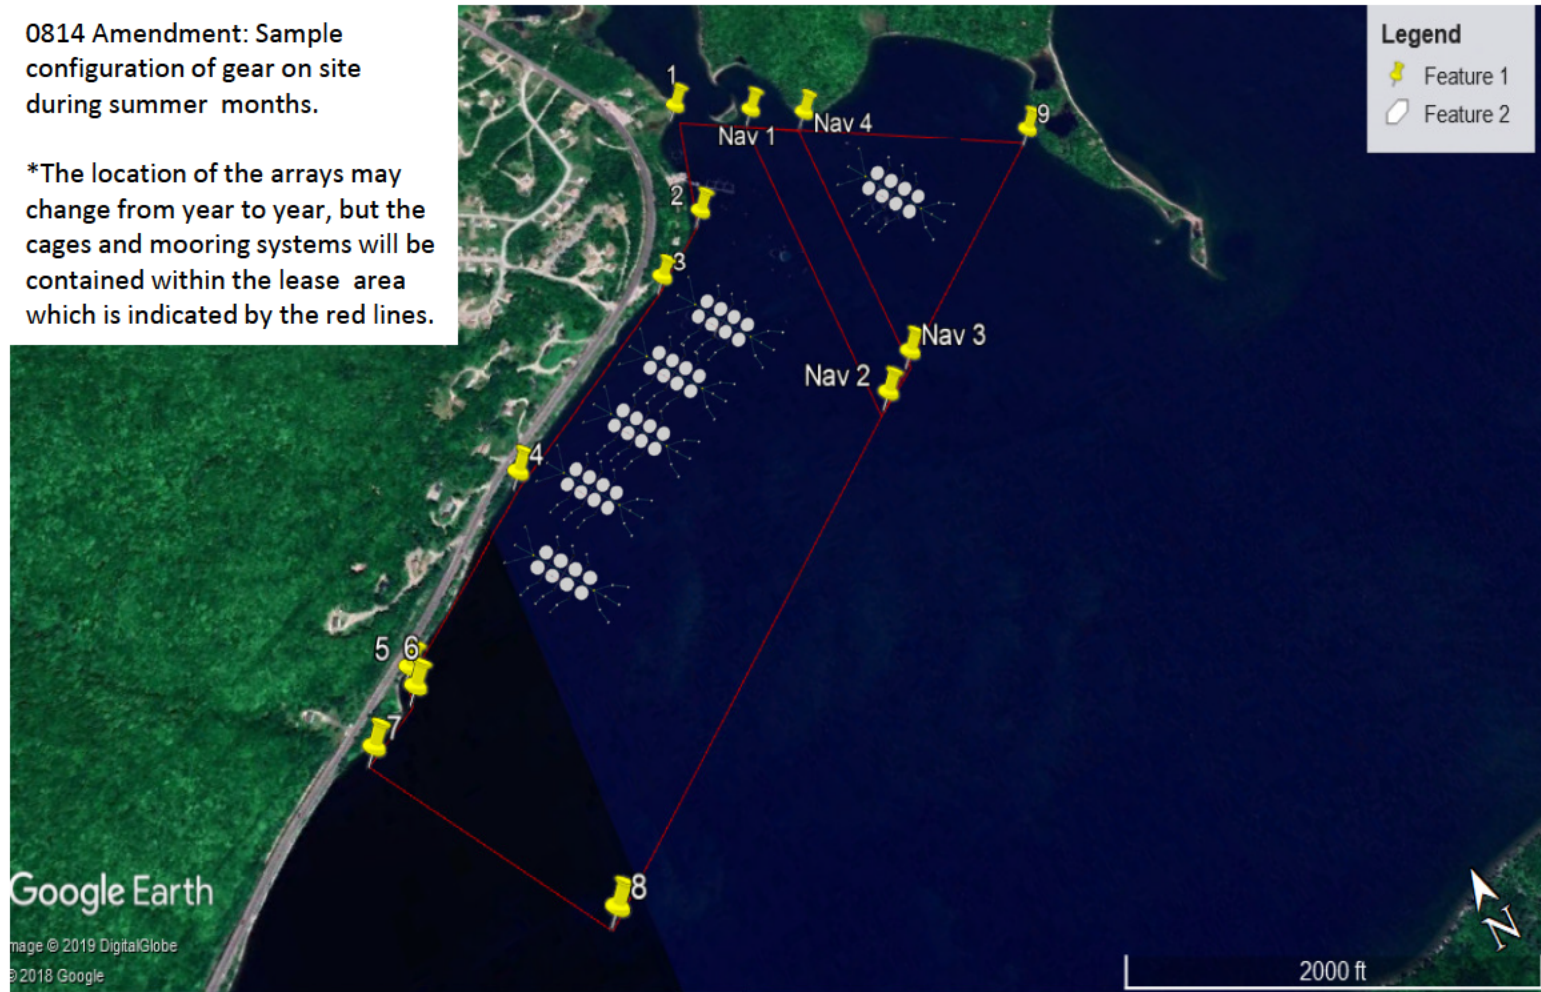 0814 Amendment: Sample
configuration of gear on site
during summer months.
*The location of the arrays may
change from year to year, but the
cages and mooring systems will be
contained within the lease area
which is indicated by the red lines.
Legend
Feature 1
Feature 2
1
Nav 1
Nav 4
9
2
3
Nav 3
Nav 2
4
5
6
7
8
Google Earth
mage © 2019 DigitalGlobe
© 2018 Google
N
2000 ft